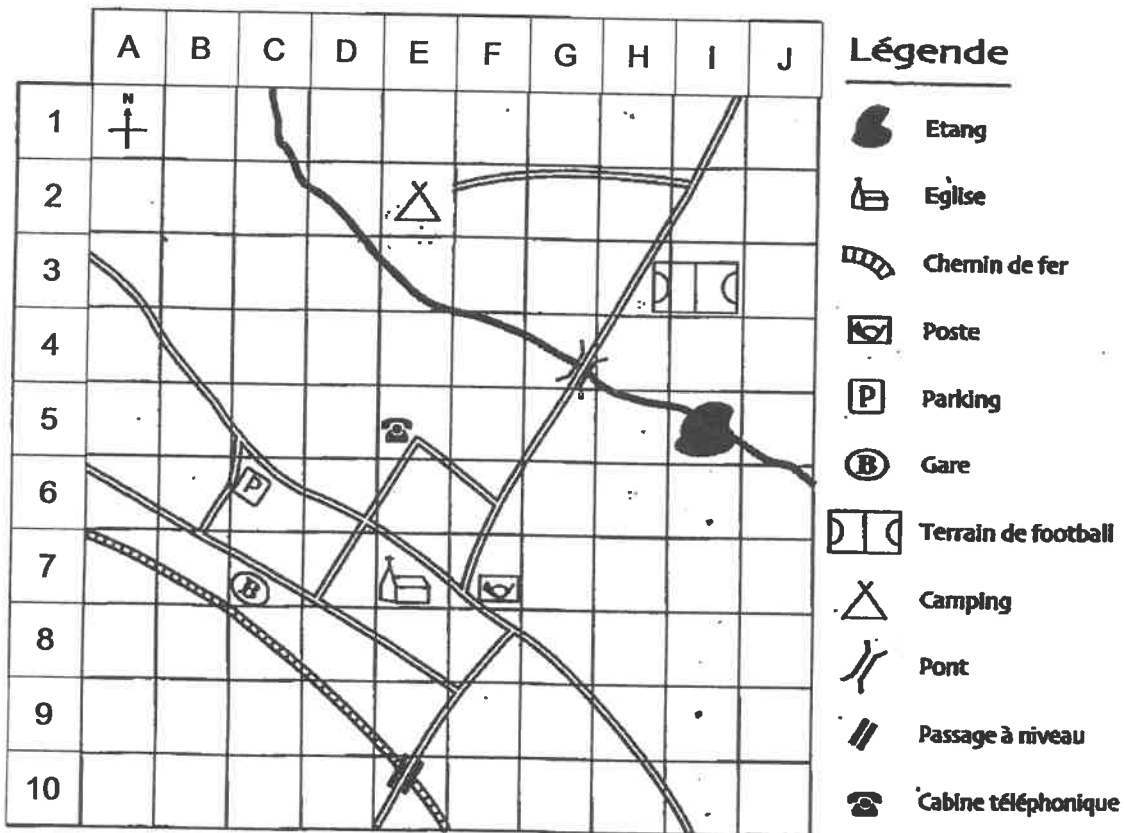 A B C D E F G H I J
Légende
1
N
Etang
2
Eglise
3
Chemin de fer
4
Poste
5
P
Parking
6
P
B
Gare
7
B
Terrain de football
8
Camping
9
Pont
Passage à niveau
10
Cabine téléphonique